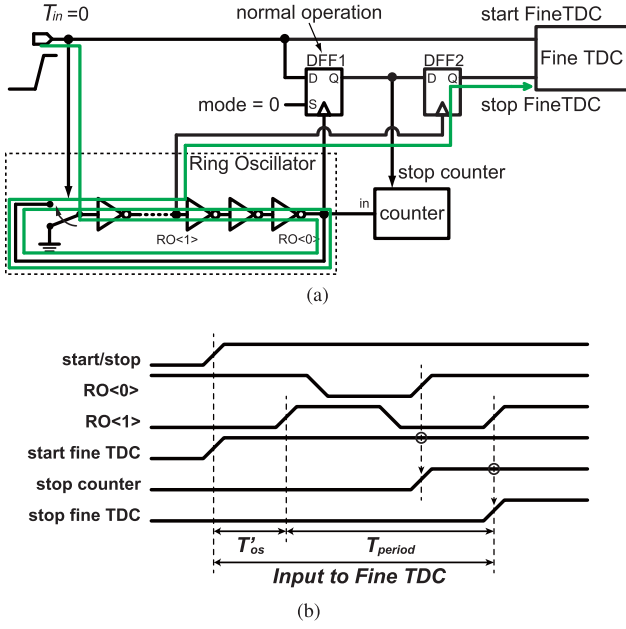 T_in =0
normal operation
start FineTDC
DFF1
DFF2
Fine TDC
D Q
D Q
mode = 0
S
stop FineTDC
Ring Oscillator
stop counter
in
counter
RO<1>
RO<0>
(a)
start/stop
RO<0>
RO<1>
start fine TDC
stop counter
stop fine TDC
T'os
Tperiod
Input to Fine TDC
(b)